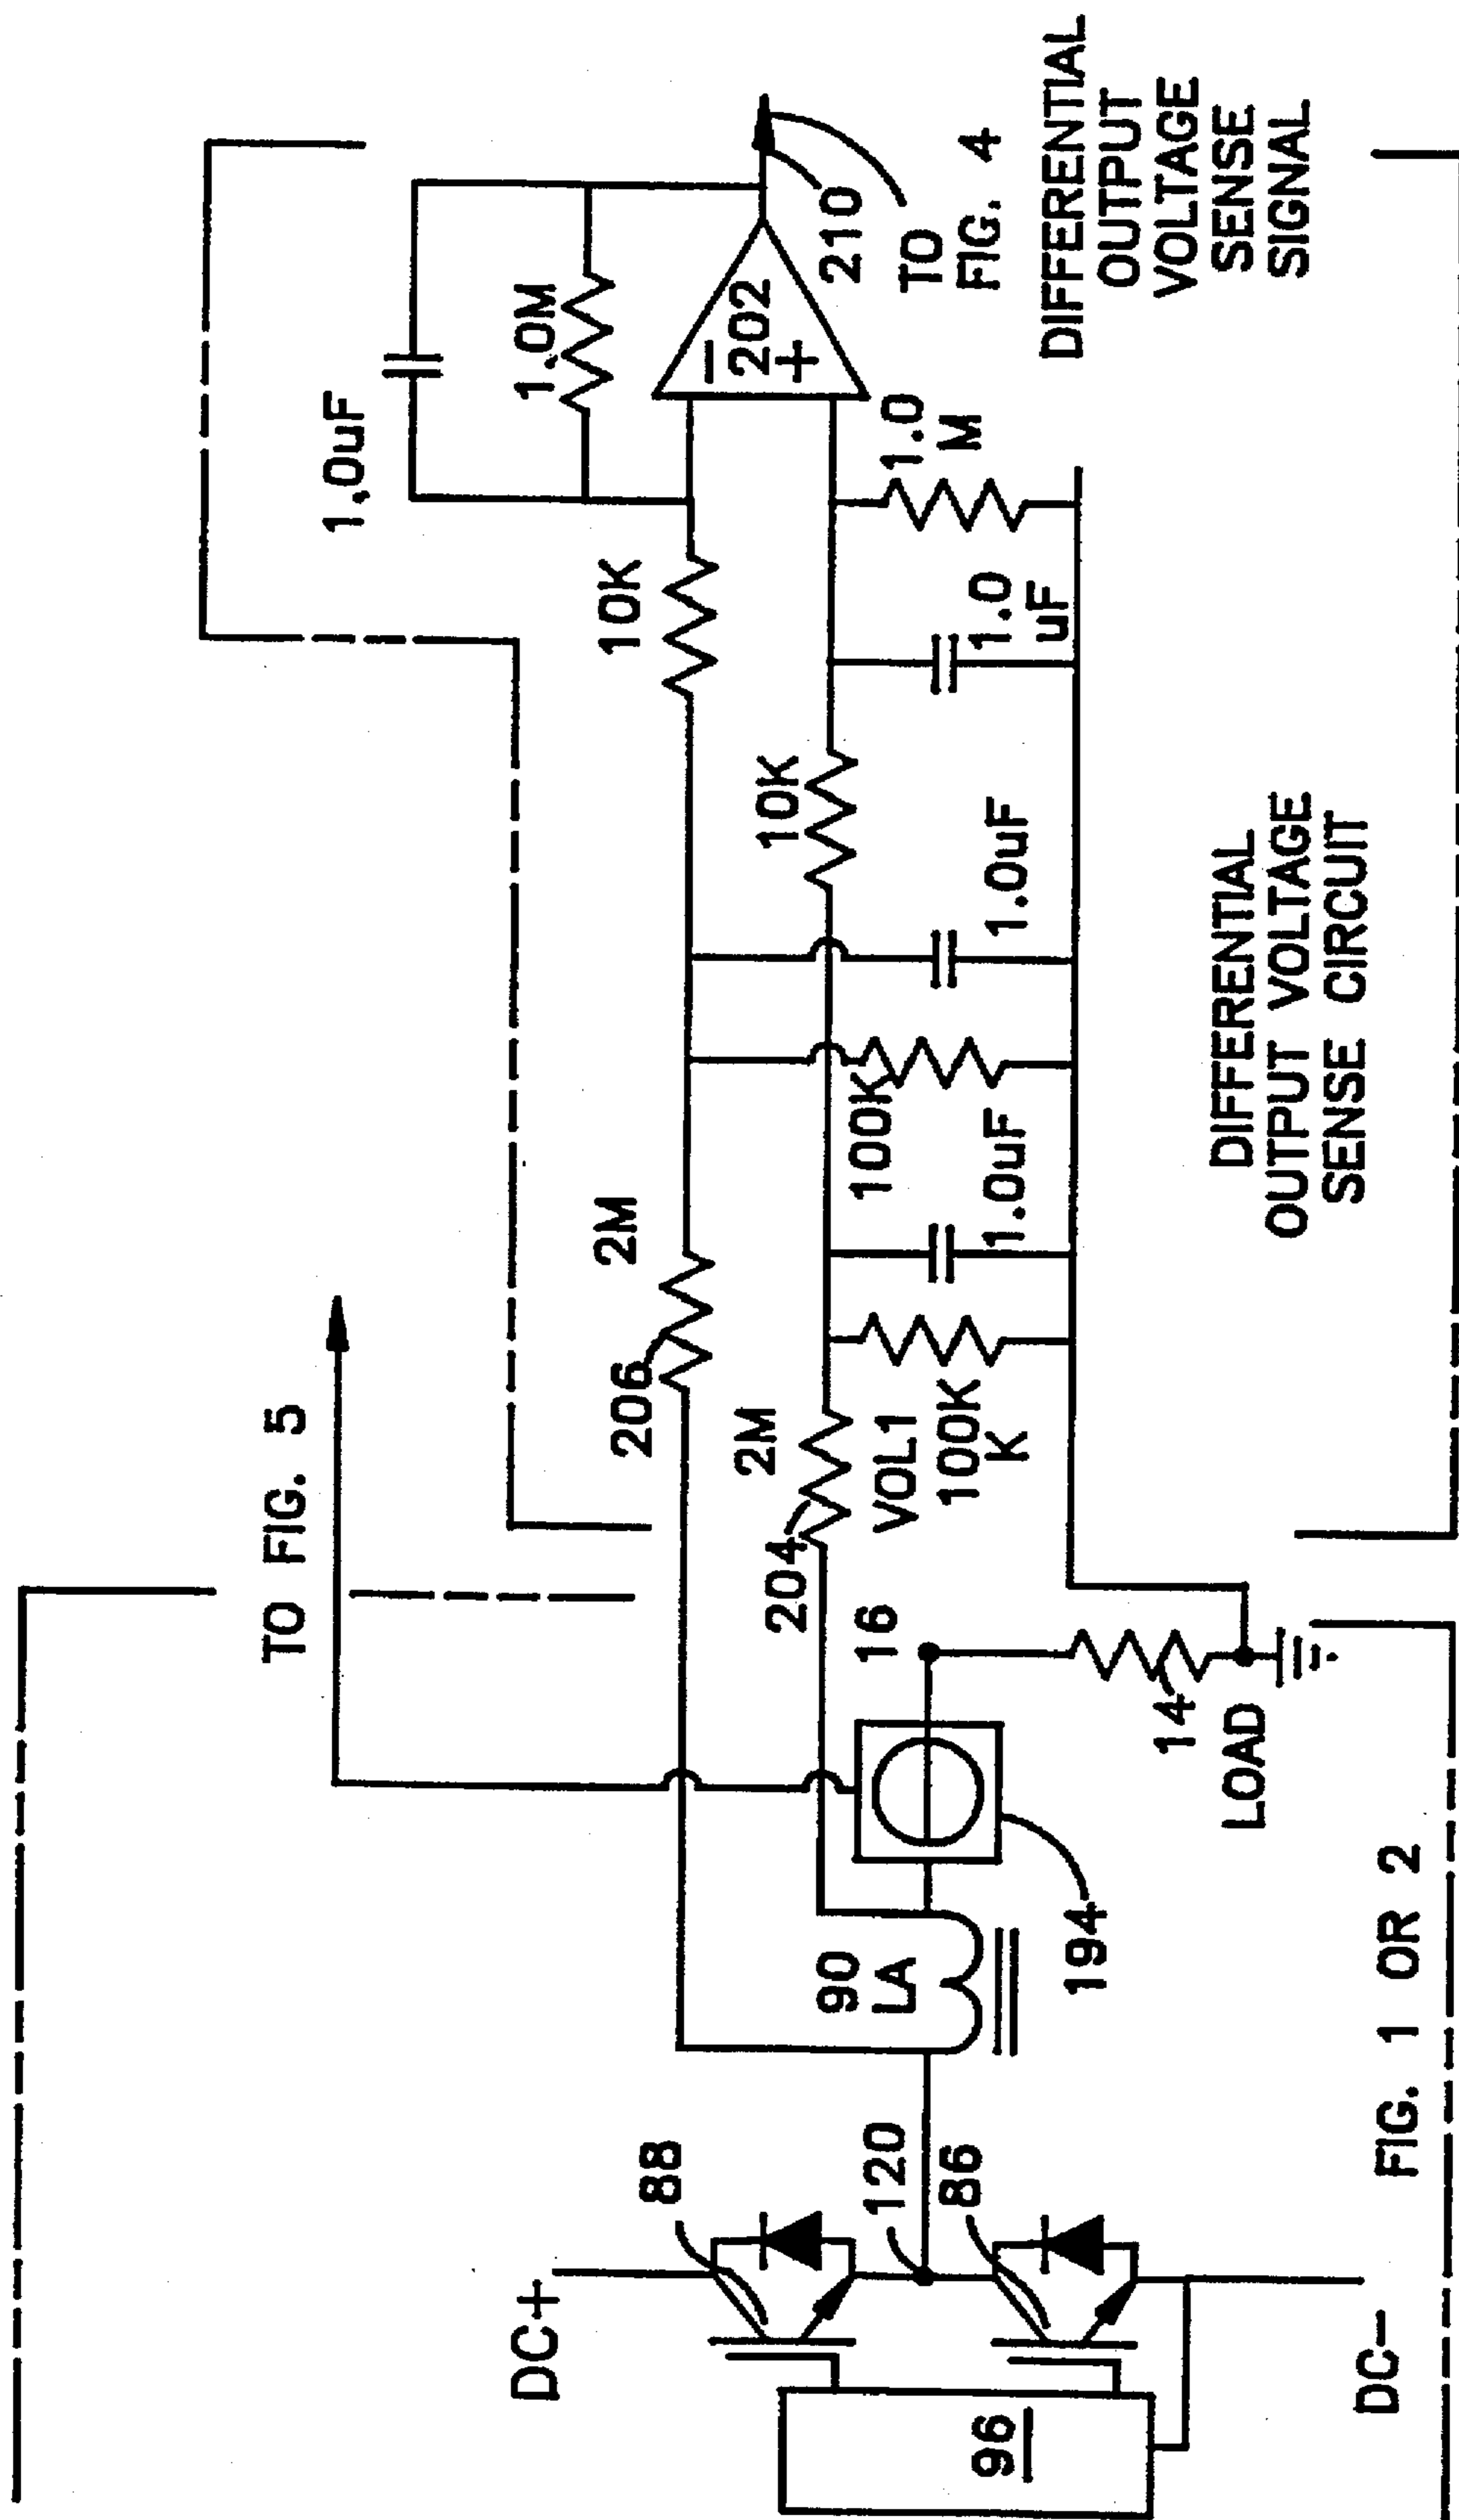 TO FIG. 5
1.0uF
1.0M
10K
2M
206
202
10K
2M
204
VOL1
100K
K
100K
1.0uF
1.0uF
1.0
uF
1.0
M
210
TO
FIG. 4
DIFFERENTIAL
OUTPUT
VOLTAGE
SENSE
SIGNAL
DC+
88
120
86
96
DC-
90
LA
194
16
14
LOAD
FIG. 1 OR 2
DIFFERENTIAL
OUTPUT VOLTAGE
SENSE CIRCUIT